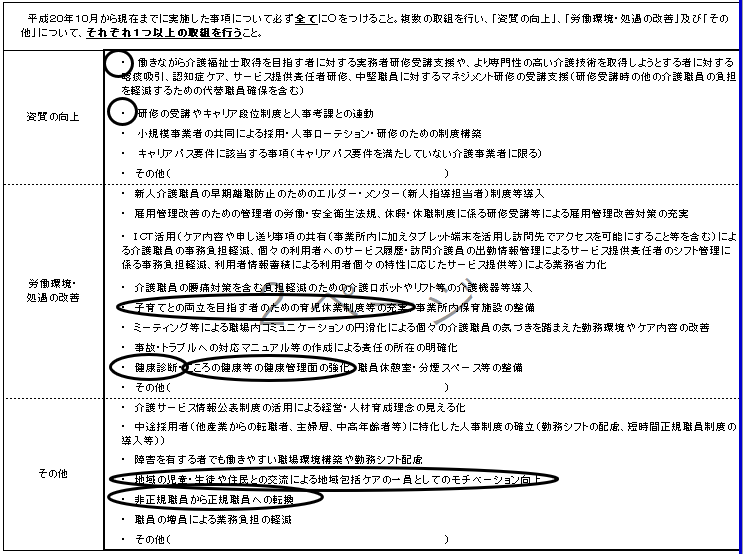 平成20年10月から現在までに実施した事項について必ず全てに○をつけること。複数の取組を行い、「資質の向上」、「労働環境・処遇の改善」及び「その
他」について、それぞれ1つ以上の取組を行うこと。
資質の向上
・ 働きながら介護福祉士取得を目指す者に対する実務者研修受講支援や、より専門性の高い介護技術を取得しようとする者に対する
喀痰吸引、認知症ケア、サービス提供責任者研修、中堅職員に対するマネジメント研修の受講支援(研修受講時の他の介護職員の負担
を軽減するための代替職員確保を含む)
・ 研修の受講やキャリア段位制度と人事考課との連動
・ 小規模事業者の共同による採用・人事ローテーション・研修のための制度構築
・ キャリアパス要件に該当する事項(キャリアパス要件を満たしていない介護事業者に限る)
・ その他( )
労働環境・
処遇の改善
・ 新人介護職員の早期離職防止のためのエルダー・メンター(新人指導担当者)制度等導入
・ 雇用管理改善のための管理者の労働・安全衛生法規、休暇・休職制度に係る研修受講等による雇用管理改善対策の充実
・ ICT活用(ケア内容や申し送り事項の共有(事業所内に加えタブレット端末を活用し訪問先でアクセスを可能にすること等を含む)によ
る介護職員の事務負担軽減、個々の利用者へのサービス履歴・訪問介護員の出勤情報管理によるサービス提供責任者のシフト管理に
係る事務負担軽減、利用者情報蓄積による利用者個々の特性に応じたサービス提供等)による業務省力化
・ 介護職員の腰痛対策を含む負担軽減のための介護ロボットやリフト等の介護機器等導入
・ 子育てとの両立を目指す者のための育児休業制度等の充実、事業所内保育施設の整備
・ ミーティング等による職場内コミュニケーションの円滑化による個々の介護職員の気づきを踏まえた勤務環境やケア内容の改善
・ 事故・トラブルへの対応マニュアル等の作成による責任の所在の明確化
・ 健康診断・こころの健康等の健康管理面の強化、職員休憩室・分煙スペース等の整備
・ その他( )
その他
・ 介護サービス情報公表制度の活用による経営・人材育成理念の見える化
・ 中途採用者(他産業からの転職者、主婦層、中高年齢者等)に特化した人事制度の確立(勤務シフトの配慮、短時間正規職員制度の
導入等))
・ 障害を有する者でも働きやすい職場環境構築や勤務シフト配慮
・ 地域の児童・生徒や住民との交流による地域包括ケアの一員としてのモチベーション向上
・ 非正規職員から正規職員への転換
・ 職員の増員による業務負担の軽減
・ その他( )